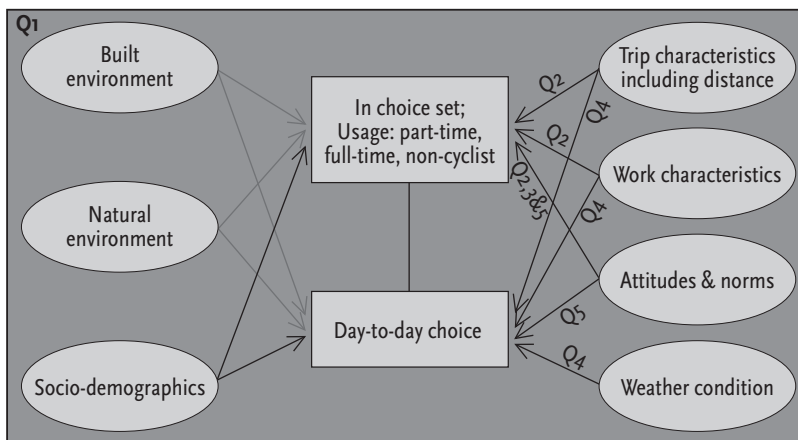 Q1
Built
environment
Natural
environment
Socio-demographics
In choice set;
Usage: part-time,
full-time, non-cyclist
Day-to-day choice
Trip characteristics
including distance
Work characteristics
Attitudes & norms
Weather condition
Q2
Q4
Q2
Q2,3&5
Q4
Q5
Q4